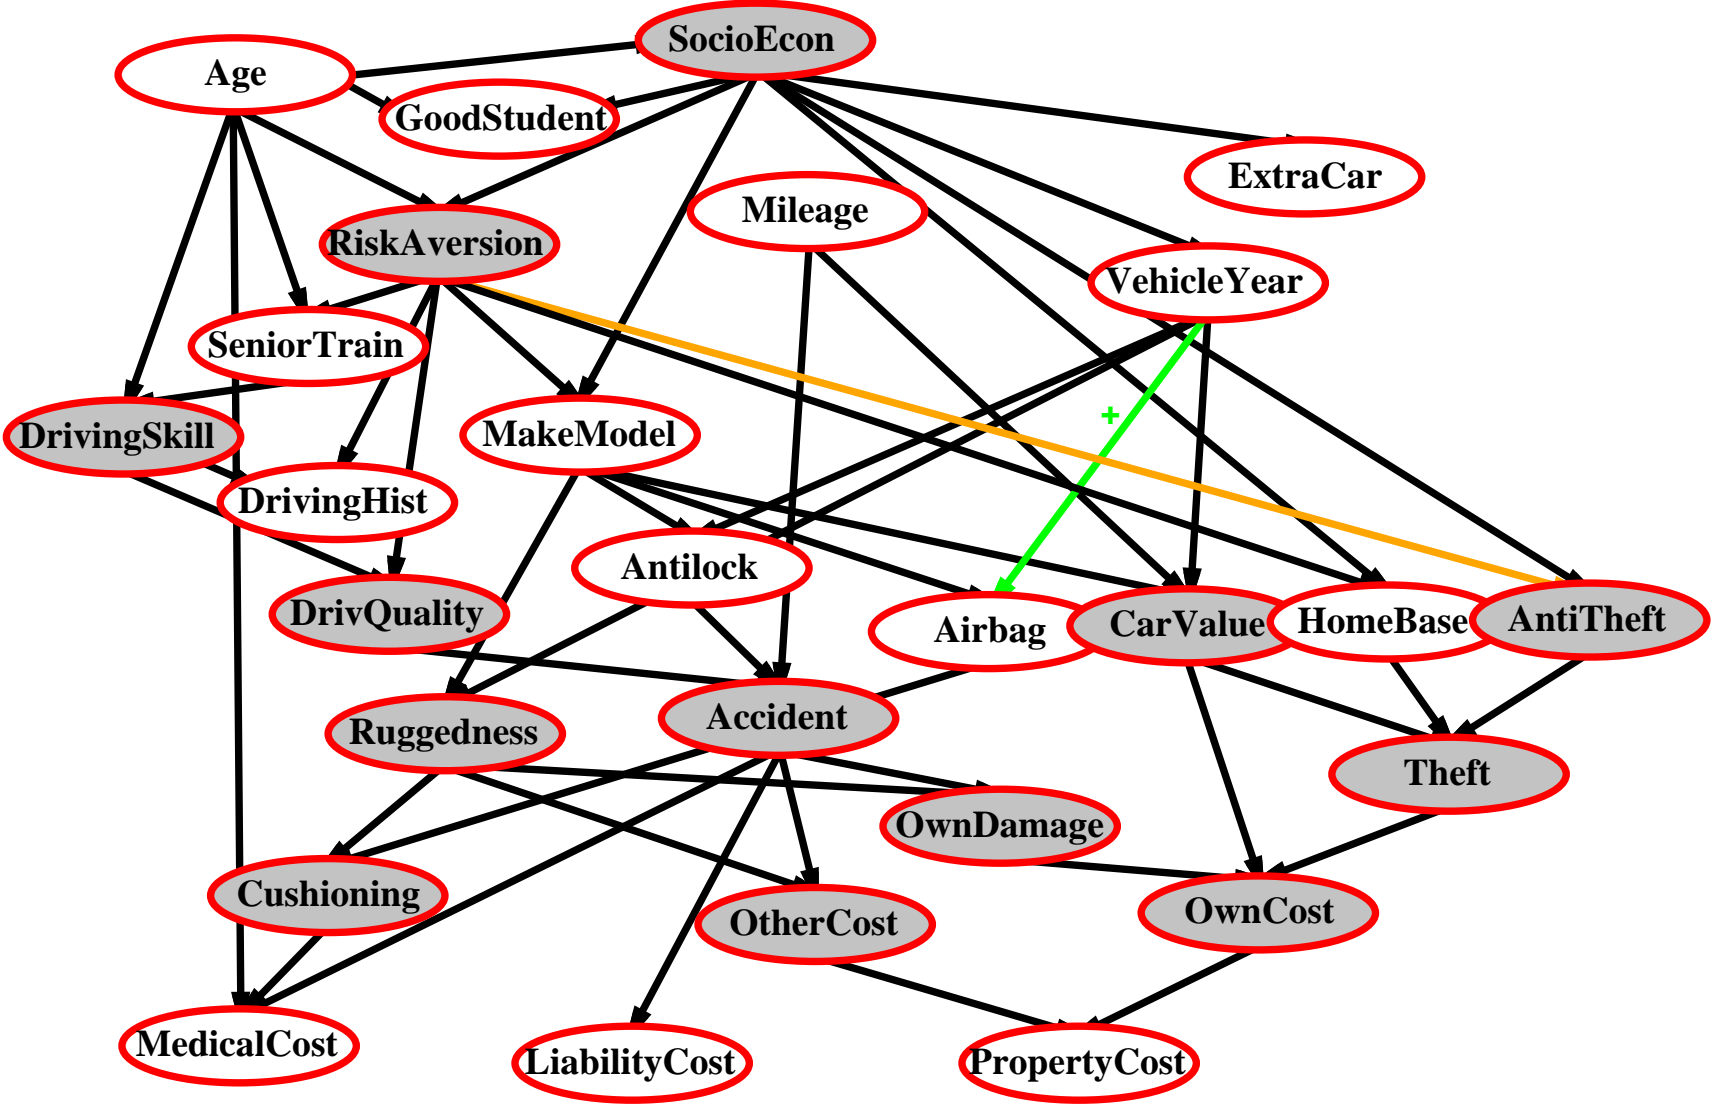 SocioEcon
Age
GoodStudent
ExtraCar
Mileage
RiskAversion
VehicleYear
SeniorTrain
+
DrivingSkill
MakeModel
DrivingHist
Antilock
DrivQuality
Airbag
CarValue
HomeBase
AntiTheft
Ruggedness
Accident
Theft
OwnDamage
Cushioning
OtherCost
OwnCost
MedicalCost
LiabilityCost
PropertyCost